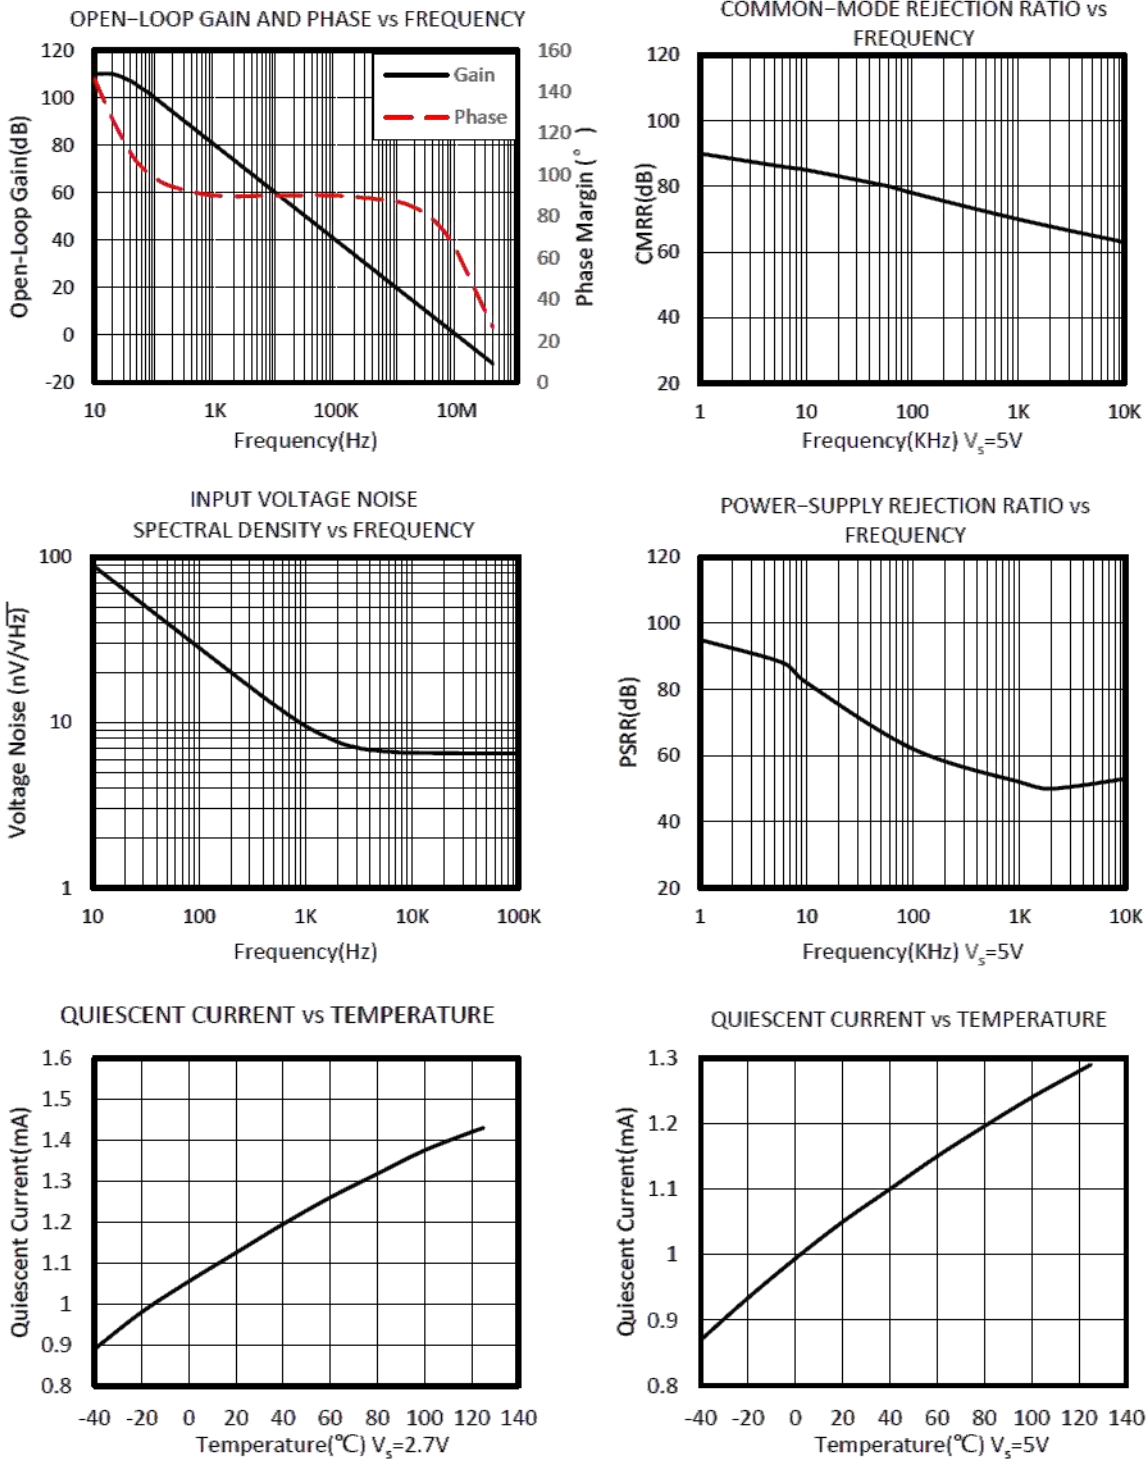 OPEN–LOOP GAIN AND PHASE vs FREQUENCY
120
100
80
60
40
20
0
-20
Open-Loop Gain(dB)
Gain
Phase
160
140
120
100
80
60
40
20
0
Phase Margin(°)
10 1K 100K 10M
Frequency(Hz)
COMMON–MODE REJECTION RATIO vs
FREQUENCY
120
100
80
60
40
20
CMRR(dB)
1 10 100 1K 10K
Frequency(KHz) Vs=5V
INPUT VOLTAGE NOISE
SPECTRAL DENSITY vs FREQUENCY
100
10
1
Voltage Noise (nV/√Hz)
10 100 1K 10K 100K
Frequency(Hz)
POWER–SUPPLY REJECTION RATIO vs
FREQUENCY
120
100
80
60
40
20
PSRR(dB)
1 10 100 1K 10K
Frequency(KHz) Vs=5V
QUIESCENT CURRENT vs TEMPERATURE
1.6
1.5
1.4
1.3
1.2
1.1
1
0.9
0.8
Quiescent Current(mA)
-40 -20 0 20 40 60 80 100 120 140
Temperature(℃) Vs=2.7V
QUIESCENT CURRENT vs TEMPERATURE
1.3
1.2
1.1
1
0.9
0.8
Quiescent Current(mA)
-40 -20 0 20 40 60 80 100 120 140
Temperature(℃) Vs=5V